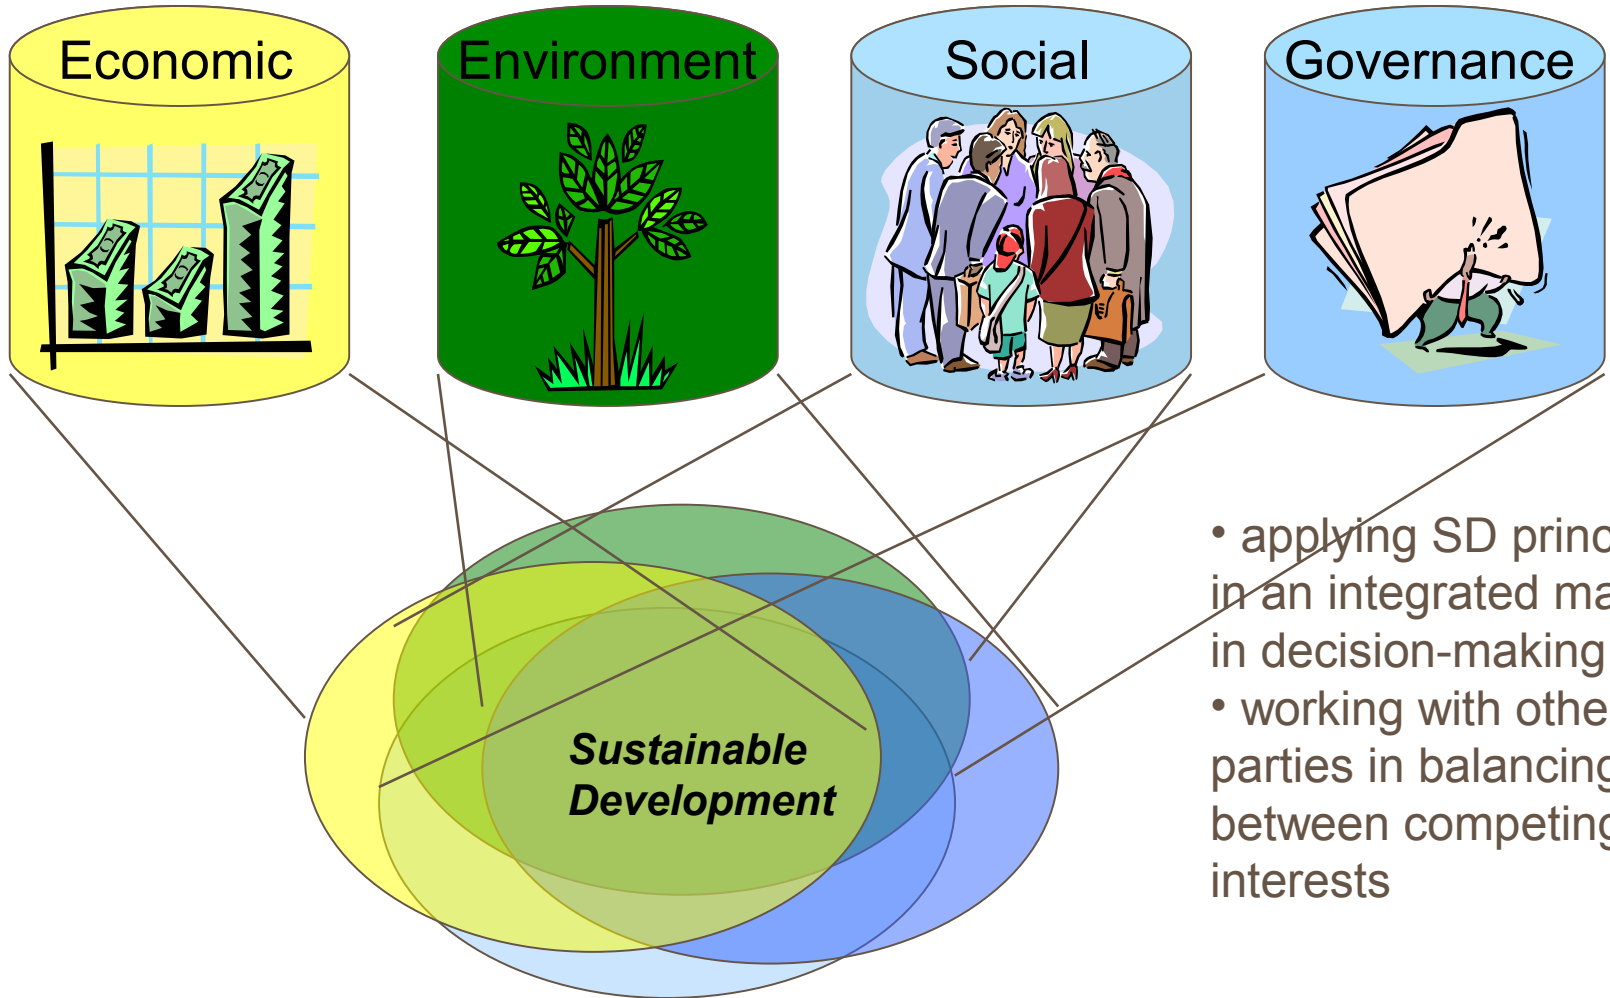 Economic
Environment
Social
Governance
Sustainable
Development
• applying SD princ
in an integrated ma
in decision-making
• working with othe
parties in balancing
between competing
interests